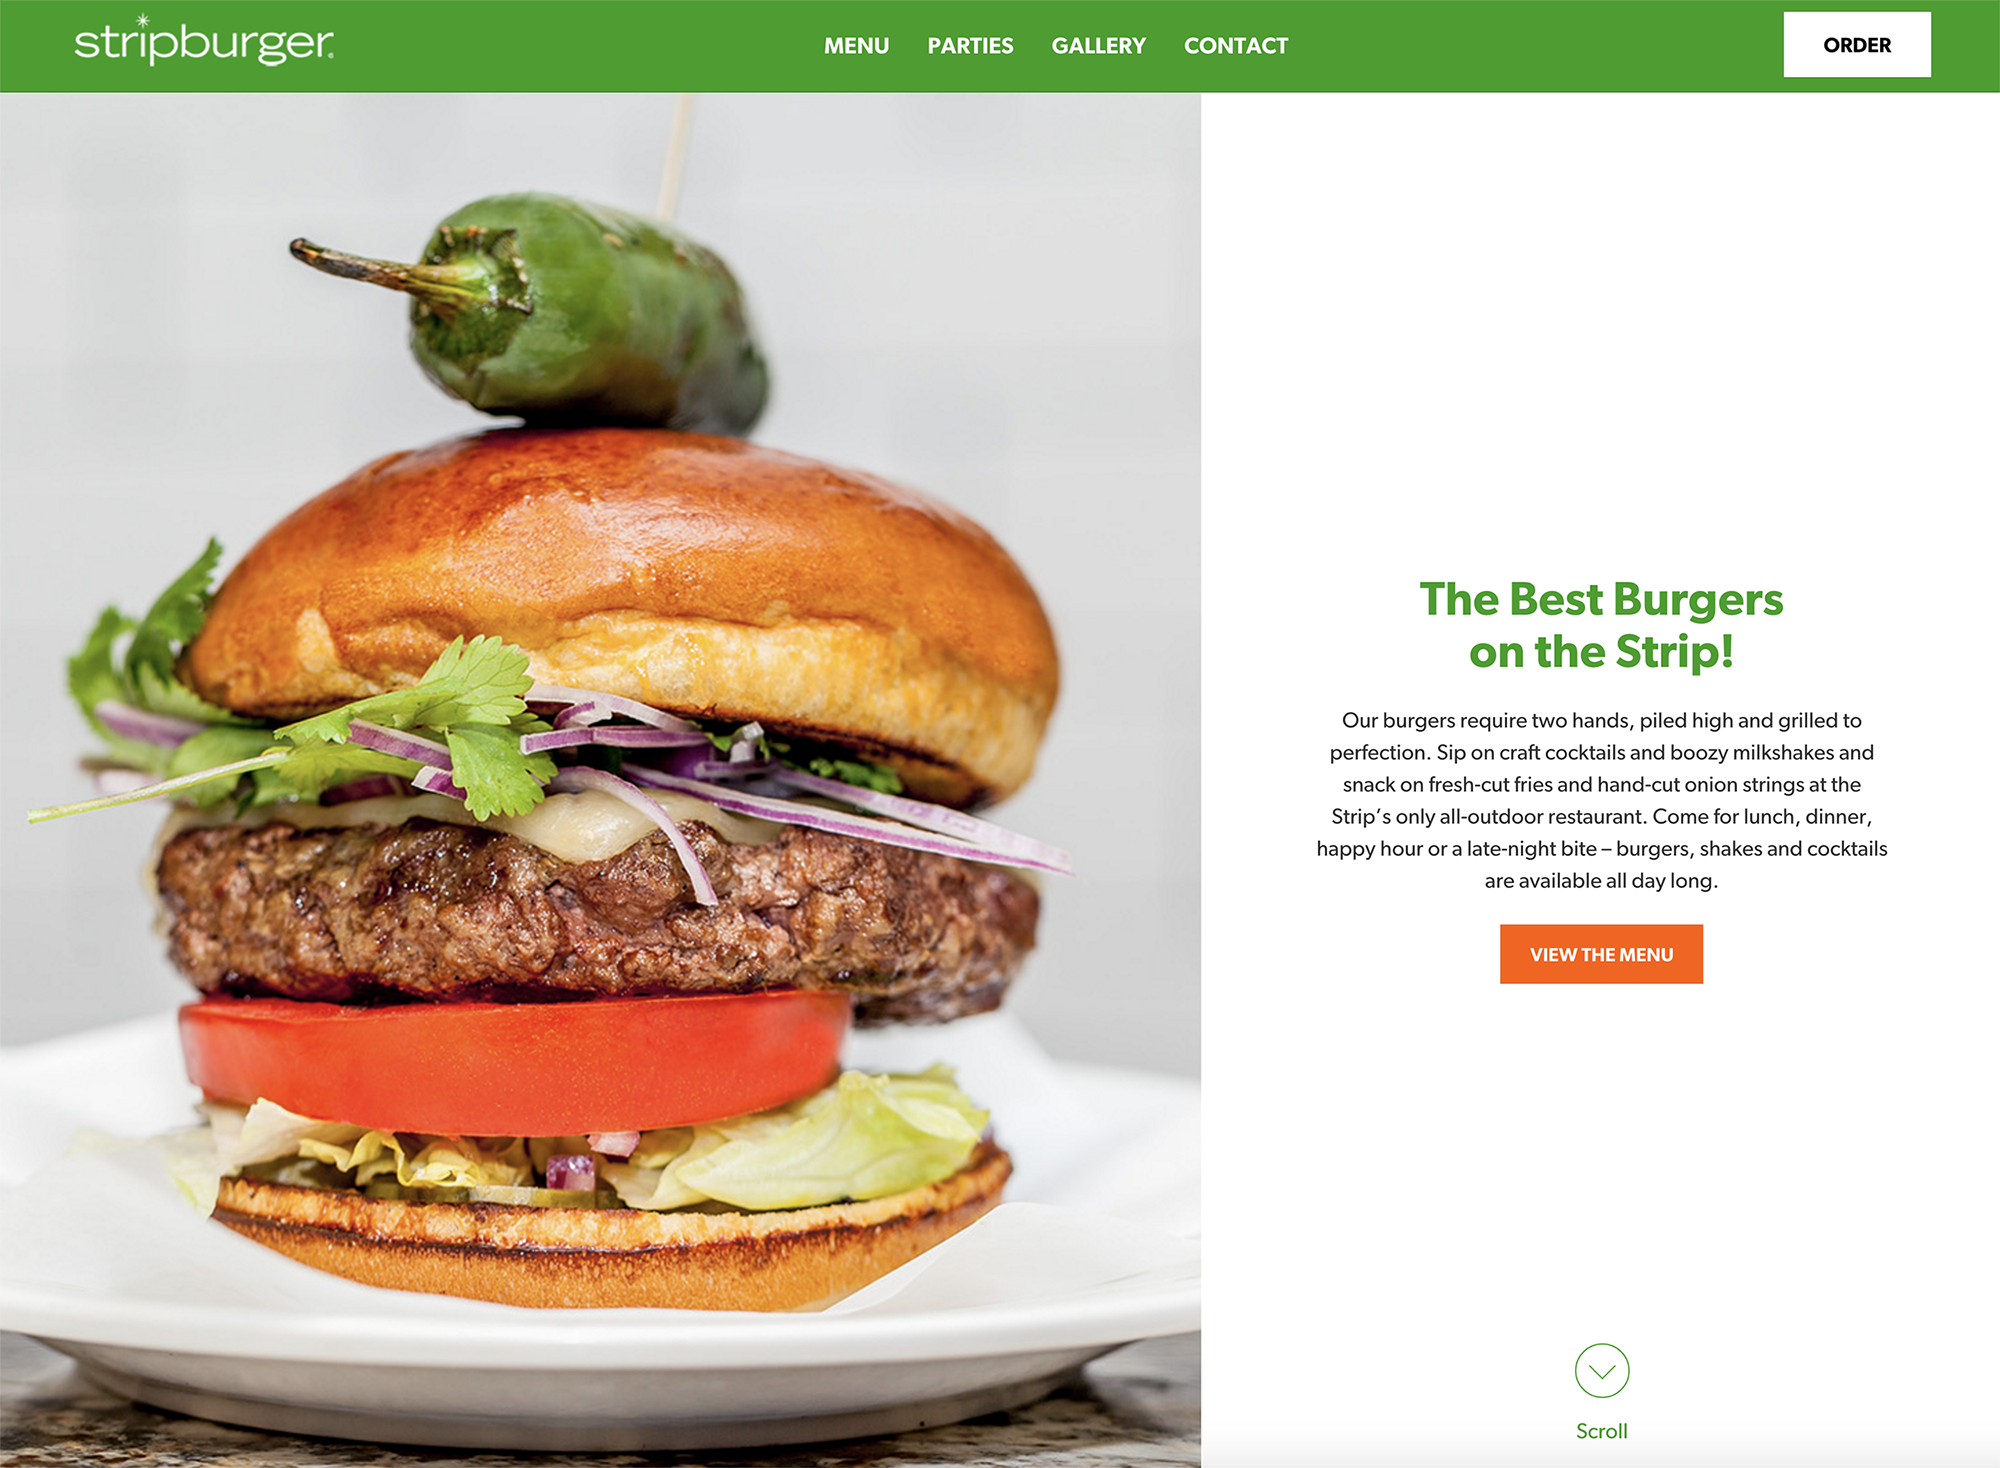 stripburger®
MENU PARTIES GALLERY CONTACT
ORDER
The Best Burgers
on the Strip!
Our burgers require two hands, piled high and grilled to
perfection. Sip on craft cocktails and boozy milkshakes and
snack on fresh-cut fries and hand-cut onion strings at the
Strip’s only all-outdoor restaurant. Come for lunch, dinner,
happy hour or a late-night bite – burgers, shakes and cocktails
are available all day long.
VIEW THE MENU
Scroll